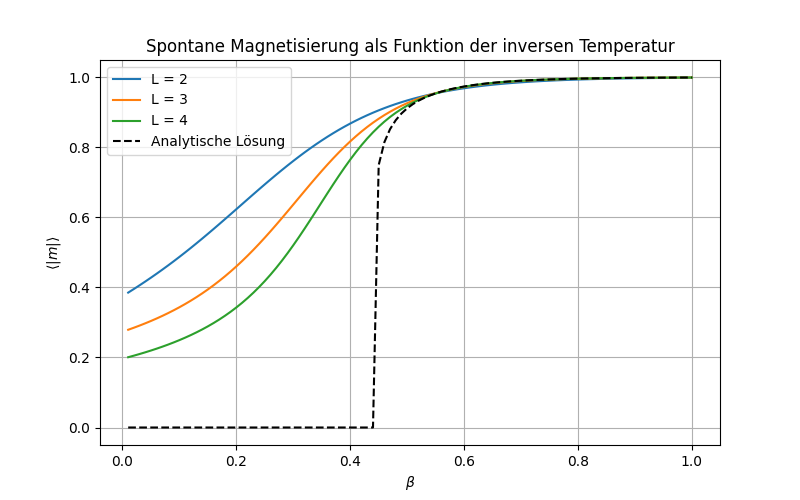 Spontane Magnetisierung als Funktion der inversen Temperatur
L = 2
L = 3
L = 4
Analytische Lösung
⟨|m|⟩
1.0
0.8
0.6
0.4
0.2
0.0
0.0 0.2 0.4 0.6 0.8 1.0
β